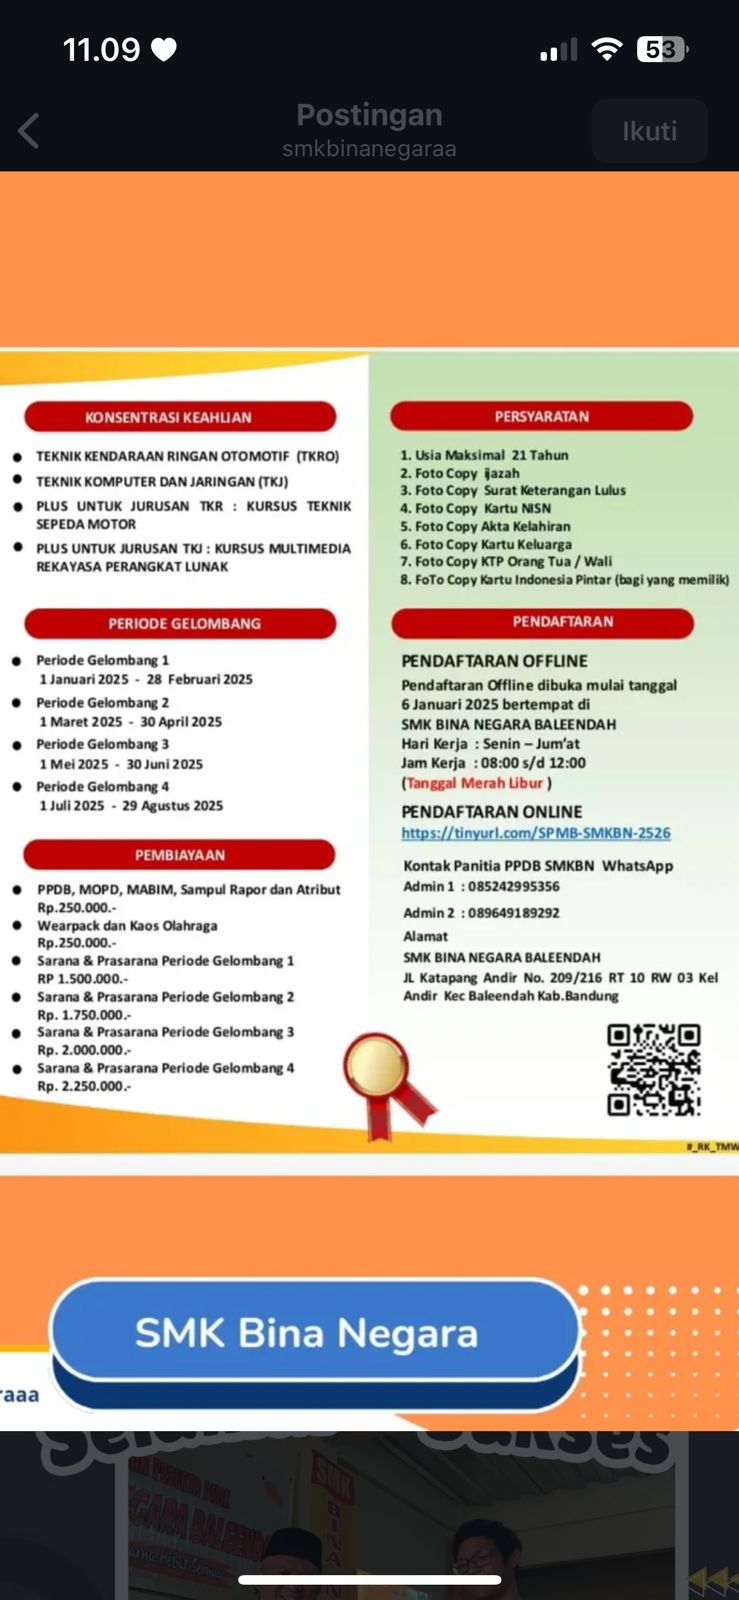 11.09
53
Postingan
smkbinanegaraa
Ikuti
KONSENTRASI KEAHLIAN
TEKNIK KENDARAAN RINGAN OTOMOTIF (TKRO)
TEKNIK KOMPUTER DAN JARINGAN (TKJ)
PLUS UNTUK JURUSAN TKR : KURSUS TEKNIK
SEPEDA MOTOR
PLUS UNTUK JURUSAN TKJ : KURSUS MULTIMEDIA
REKAYASA PERANGKAT LUNAK
PERIODE GELOMBANG
Periode Gelombang 1
1 Januari 2025 - 28 Februari 2025
Periode Gelombang 2
1 Maret 2025 - 30 April 2025
Periode Gelombang 3
1 Mei 2025 - 30 Juni 2025
Periode Gelombang 4
1 Juli 2025 - 29 Agustus 2025
PEMBIAYAAN
PPDB, MOPD, MABIM, Sampul Rapor dan Atribut
Rp.250.000.-
Wearpack dan Kaos Olahraga
Rp.250.000.-
Sarana & Prasarana Periode Gelombang 1
RP 1.500.000.-
Sarana & Prasarana Periode Gelombang 2
Rp. 1.750.000.-
Sarana & Prasarana Periode Gelombang 3
Rp. 2.000.000.-
Sarana & Prasarana Periode Gelombang 4
Rp. 2.250.000.-
PERSYARATAN
1. Usia Maksimal 21 Tahun
2. Foto Copy ijazah
3. Foto Copy Surat Keterangan Lulus
4. Foto Copy Kartu NISN
5. Foto Copy Akta Kelahiran
6. Foto Copy Kartu Keluarga
7. Foto Copy KTP Orang Tua / Wali
8. FoTo Copy Kartu Indonesia Pintar (bagi yang memilik)
PENDAFTARAN
PENDAFTARAN OFFLINE
Pendaftaran Offline dibuka mulai tanggal
6 Januari 2025 bertempat di
SMK BINA NEGARA BALEENDAH
Hari Kerja : Senin – Jum'at
Jam Kerja : 08:00 s/d 12:00
(Tanggal Merah Libur )
PENDAFTARAN ONLINE
https://tinyurl.com/SPMB-SMKBN-2526
Kontak Panitia PPDB SMKBN WhatsApp
Admin 1 : 085242995356
Admin 2 : 089649189292
Alamat
SMK BINA NEGARA BALEENDAH
JL Katapang Andir No. 209/216 RT 10 RW 03 Kel
Andir Kec Baleendah Kab.Bandung
#_RK_TMW
SMK Bina Negara
raaa
Sukses
SMK
GARA BALEEND